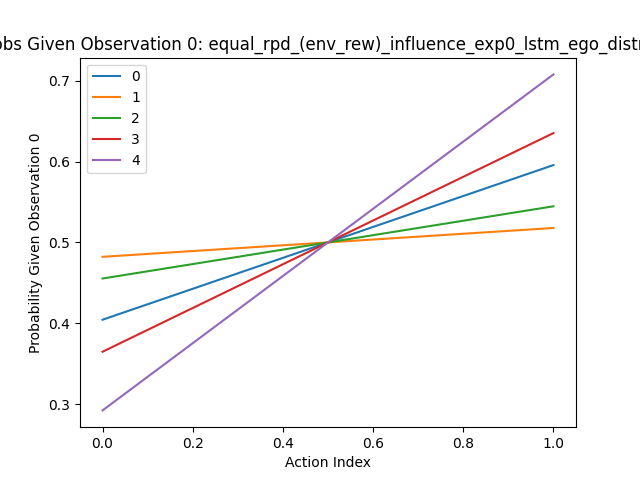 obs Given Observation 0: equal_rpd_(env_rew)_influence_exp0_lstm_ego_distr
0
1
2
3
4
0.7
0.6
0.5
0.4
0.3
Probability Given Observation 0
0.0 0.2 0.4 0.6 0.8 1.0
Action Index